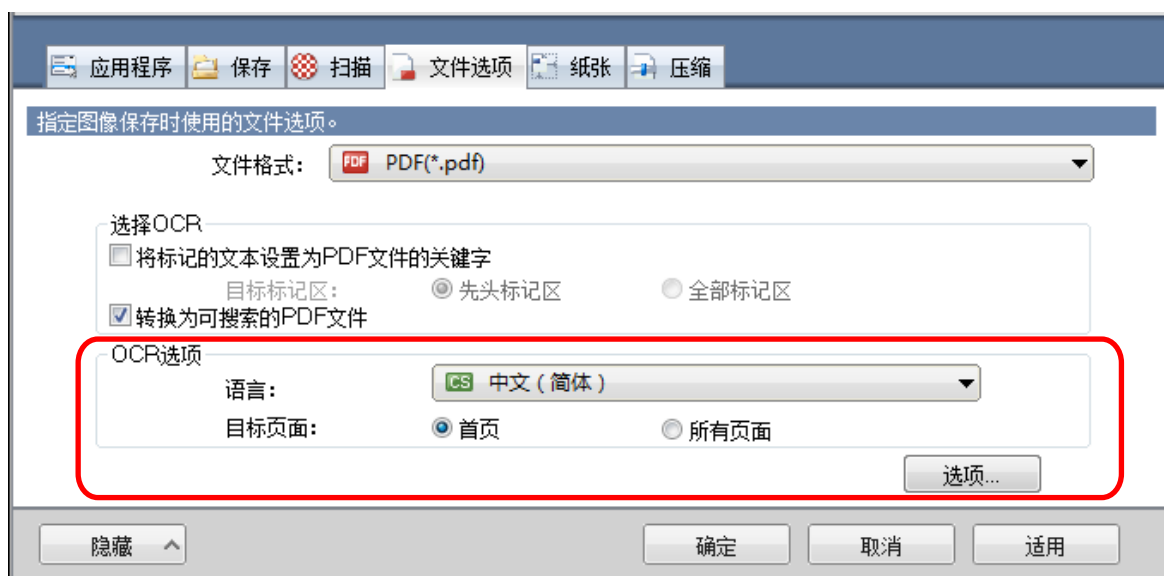 应用程序 保存 扫描 文件选项 纸张 压缩
指定图像保存时使用的文件选项。
文件格式： PDF PDF(*.pdf)
选择OCR
将标记的文本设置为PDF文件的关键字
目标标记区： 先头标记区 全部标记区
转换为可搜索的PDF文件
OCR选项
语言： CS 中文（简体）
目标页面： 首页 所有页面
选项...
隐藏 确定 取消 适用